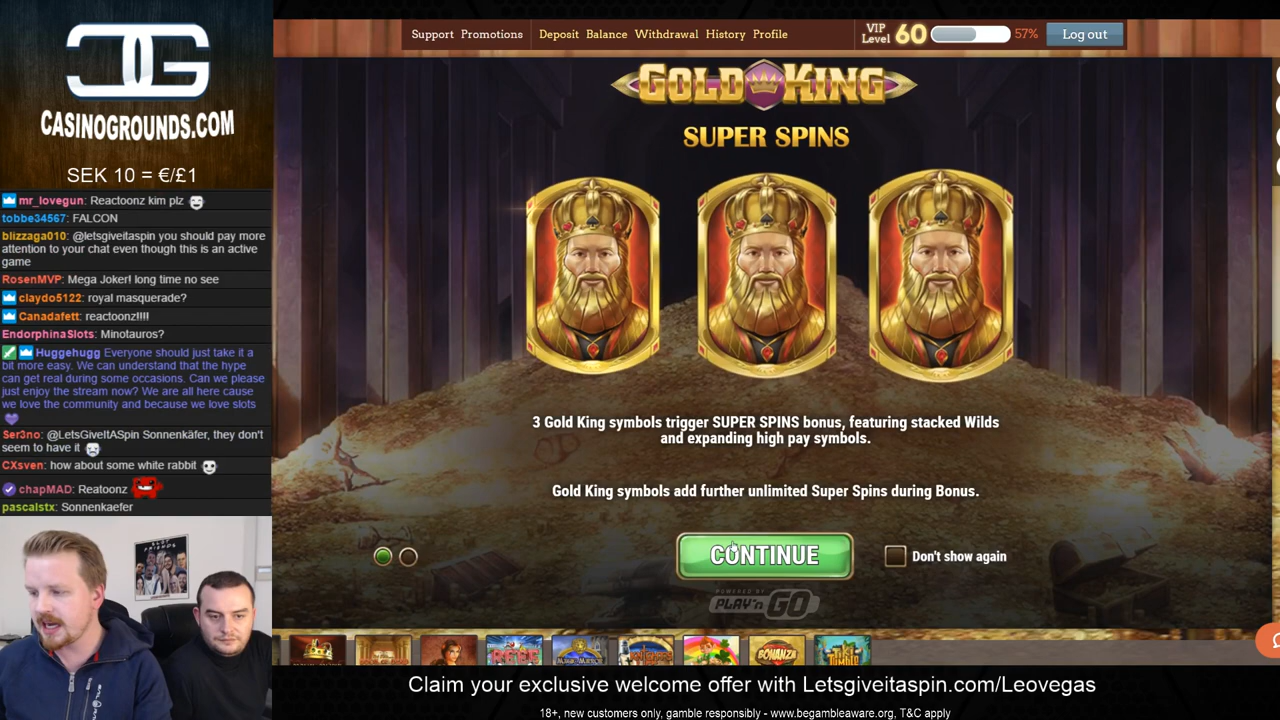 CG
CASINOGROUNDS.COM
SEK 10 = €/£1
mr_lovegun: Reactoonz kim plz
tobbe34567: FALCON
blizzaga010: @letsgiveitaspin you should pay more
attention to your chat even though this is an active
game
RosenMVP: Mega Joker! long time no see
claydo5122: royal masquerade?
Canadafett: reactoonz!!!!
EndorphinaSlots: Minotauros?
Huggehugg Everyone should just take it a
bit more easy. We can understand that the hype
can get real during some occasions. Can we please
just enjoy the stream now? We are all here cause
we love the community and because we love slots
Ser3no: @LetsGiveItASpin Sonnenkäfer, they don't
seem to have it
CXsven: how about some white rabbit
chapMAD: Reatoonz
pascalstx: Sonnenkaefer
Support Promotions Deposit Balance Withdrawal History Profile
VIP
Level 60 57% Log out
GOLD KING
SUPER SPINS
3 Gold King symbols trigger SUPER SPINS bonus, featuring stacked Wilds
and expanding high pay symbols.
Gold King symbols add further unlimited Super Spins during Bonus.
CONTINUE
Don't show again
POWERED BY
PLAY'n GO
BONANZA
Claim your exclusive welcome offer with Letsgiveitaspin.com/Leovegas
18+, new customers only, gamble responsibly - www.begambleaware.org, T&C apply